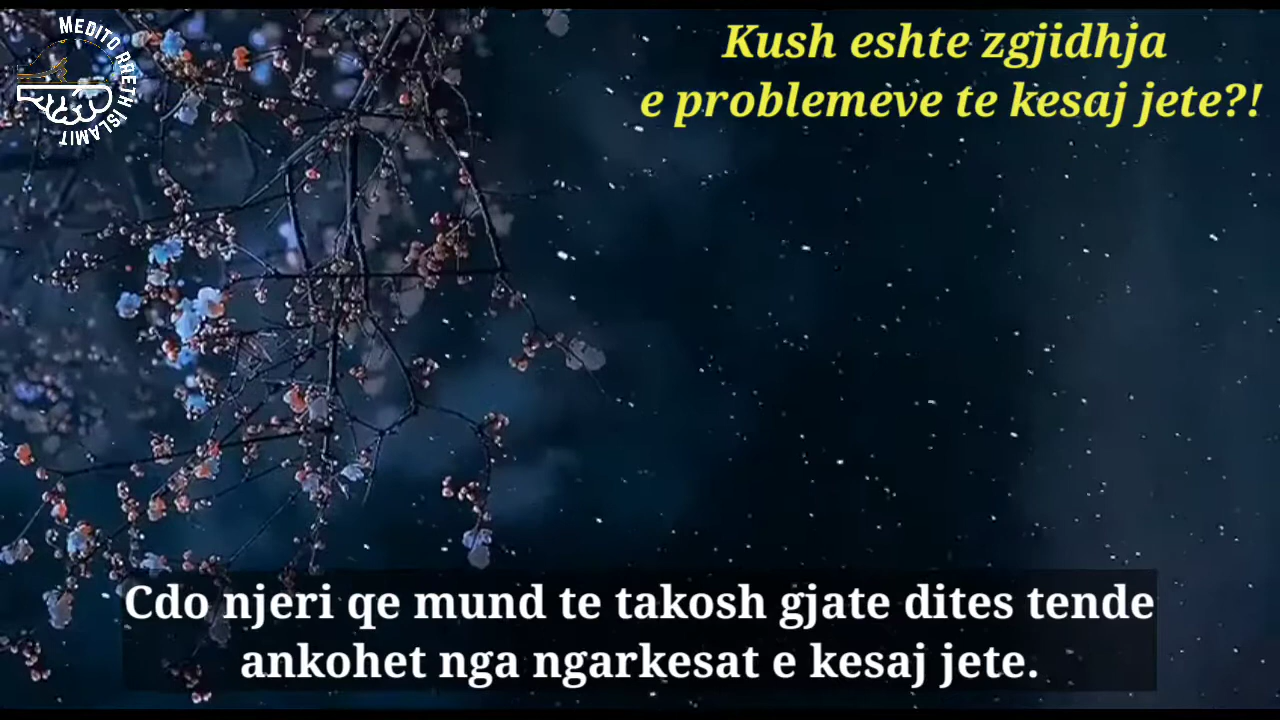 MEDITO RRETH ISLAMIT
Kush eshte zgjidhja
e problemeve te kesaj jete?!
Cdo njeri qe mund te takosh gjate dites tende
ankohet nga ngarkesat e kesaj jete.